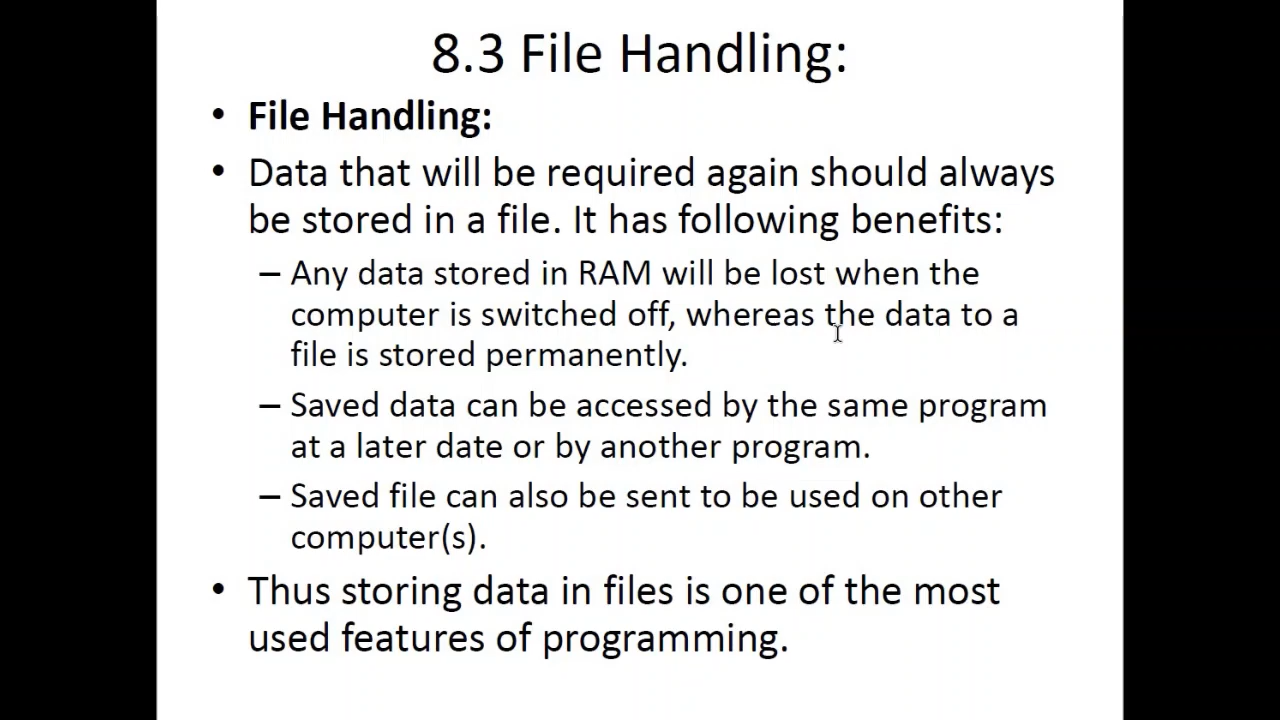 8.3 File Handling:
• File Handling:
• Data that will be required again should always
be stored in a file. It has following benefits:
– Any data stored in RAM will be lost when the
computer is switched off, whereas the data to a
file is stored permanently.
– Saved data can be accessed by the same program
at a later date or by another program.
– Saved file can also be sent to be used on other
computer(s).
• Thus storing data in files is one of the most
used features of programming.